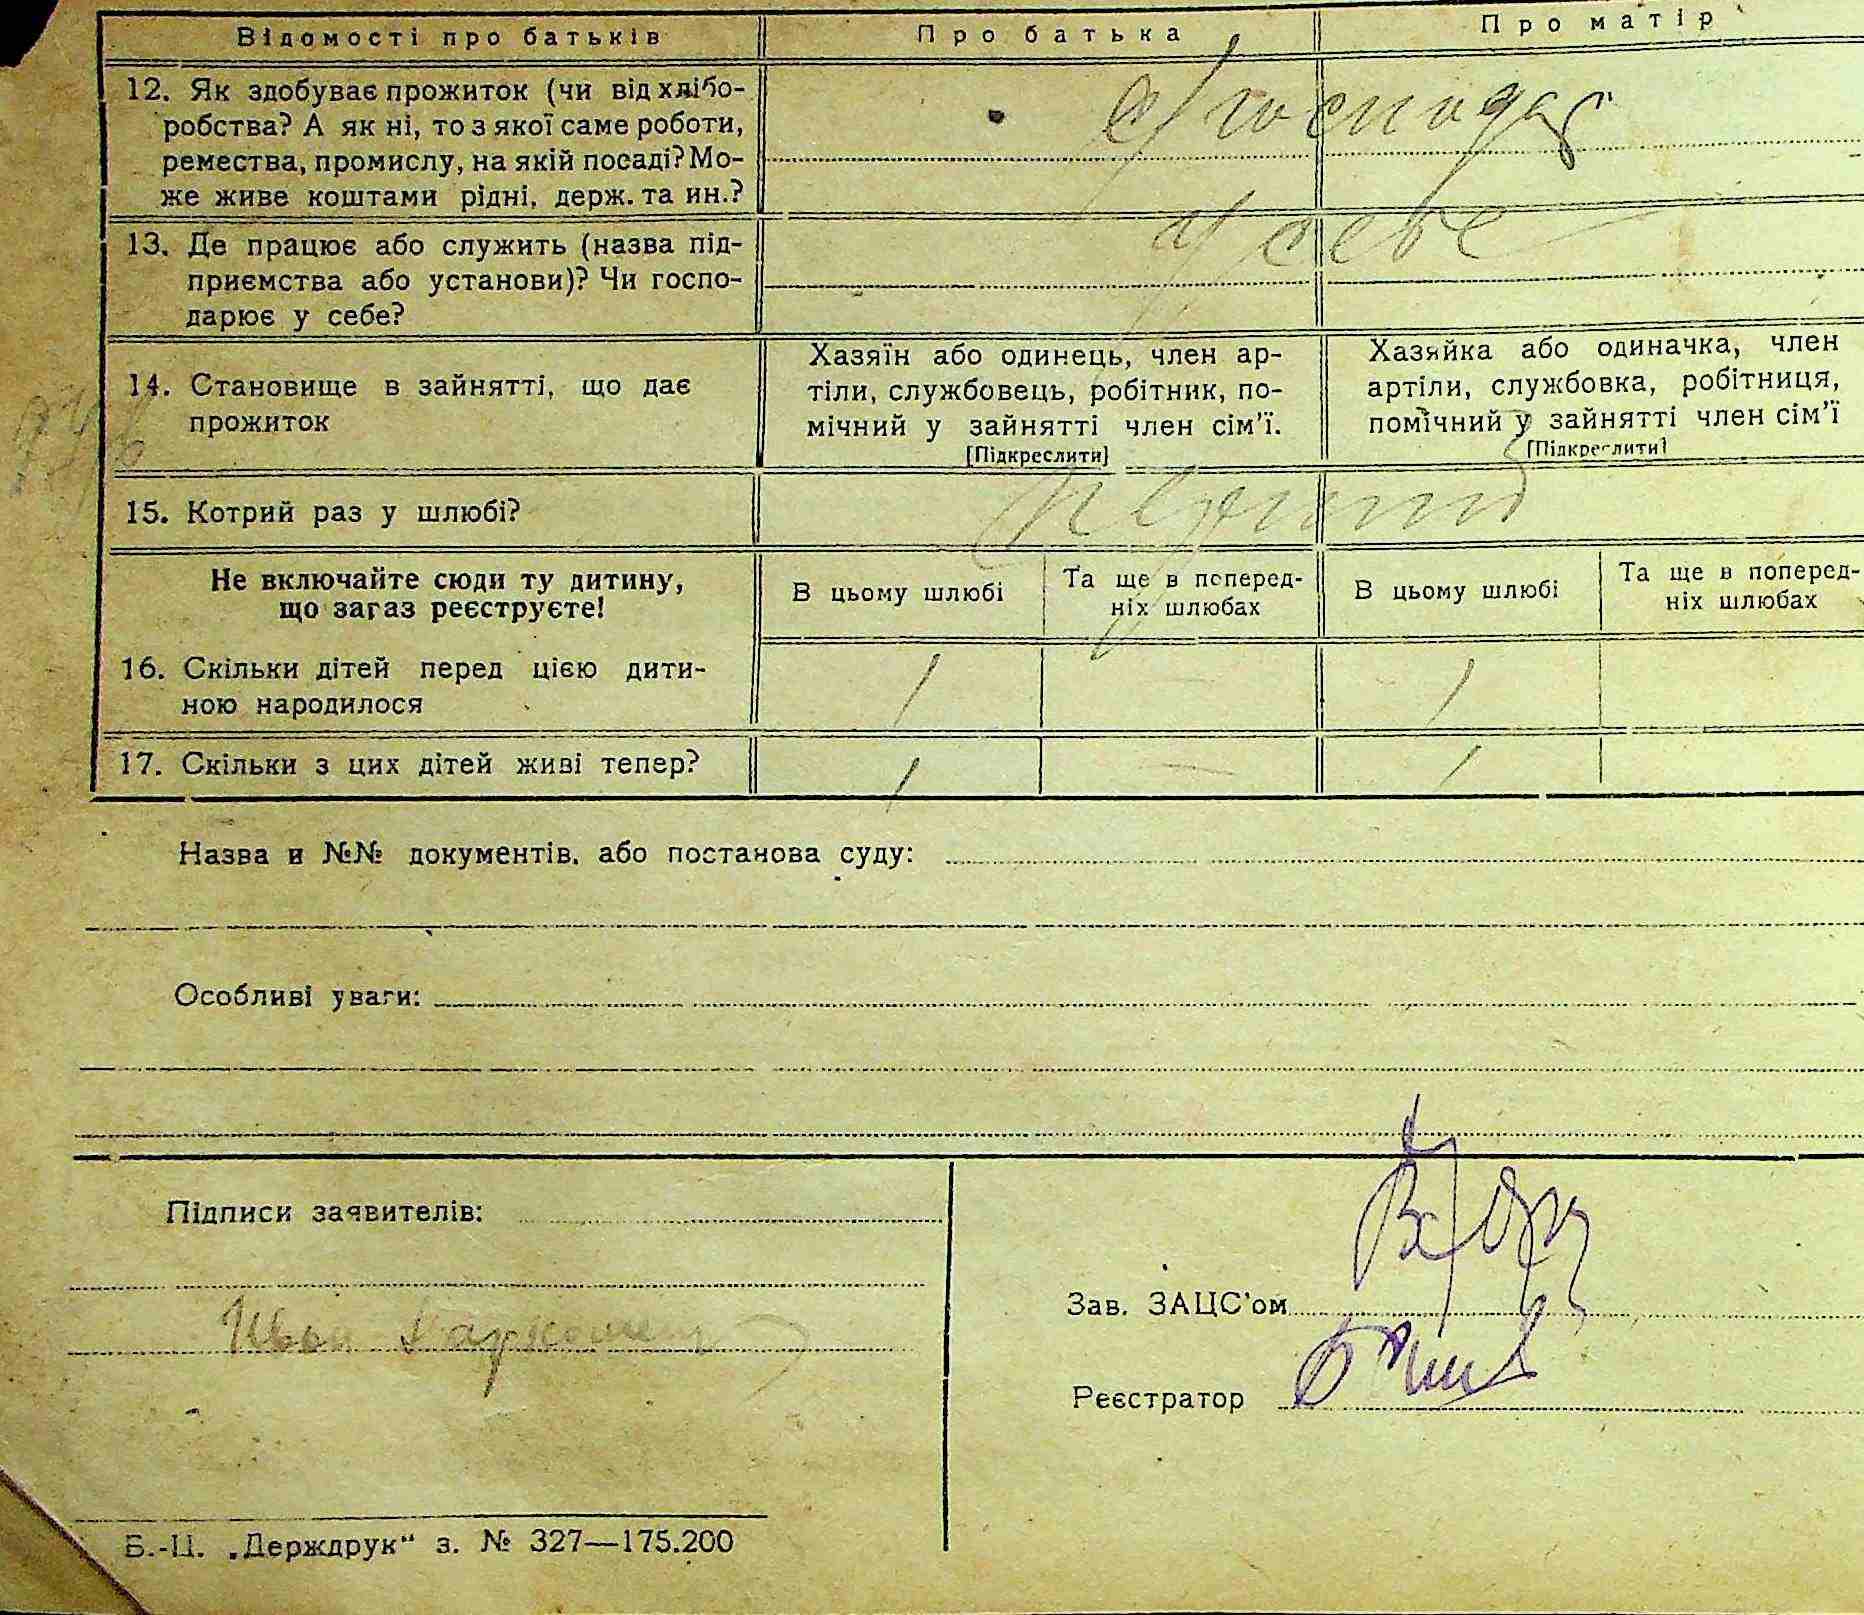 Відомості про батьків Про батька Про матір
12. Як здобуває прожиток (чи від хлібо-
робства? А як ні, то з якої саме роботи,
ремества, промислу, на якій посаді? Мо-
же живе коштами рідні, держ. та ин.?
с/господар
13. Де працює або служить (назва під-
приємства або установи)? Чи госпо-
дарює у себе?
у себе
14. Становище в зайнятті, що дає
прожиток
Хазяїн або одинець, член ар-
тіли, службовець, робітник, по-
мічний у зайнятті член сім'ї.
[Підкреслити]
Хазяйка або одиначка, член
артіли, службовка, робітниця,
помічний у зайнятті член сім'ї
[Підкреслити]
15. Котрий раз у шлюбі?
Не включайте сюди ту дитину,
що зараз реєструєте!
В цьому шлюбі
Та ще в поперед-
ніх шлюбах
В цьому шлюбі
Та ще в поперед-
ніх шлюбах
16. Скільки дітей перед цією дити-
ною народилося
1 — 1
17. Скільки з цих дітей живі тепер?
1 — 1
Назва и №№ документів, або постанова суду:
Особливі уваги:
Підписи заявителів:
Иван
Зав. ЗАЦС'ом
Реєстратор
Б.-Ц. „Держдрук“ з. № 327—175.200